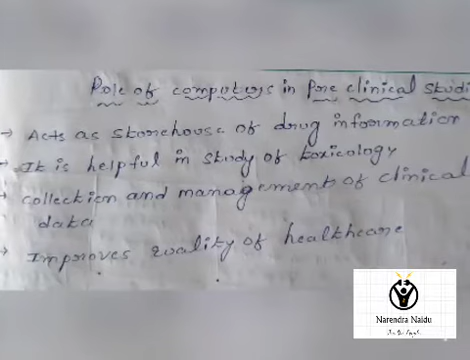 Role of computers in Pre clinical studi
→ Acts as storehouse of drug information
→ It is helpful in study of toxicology
→ collection and management of clinical
data
→ Improves quality of healthcare
Narendra Naidu